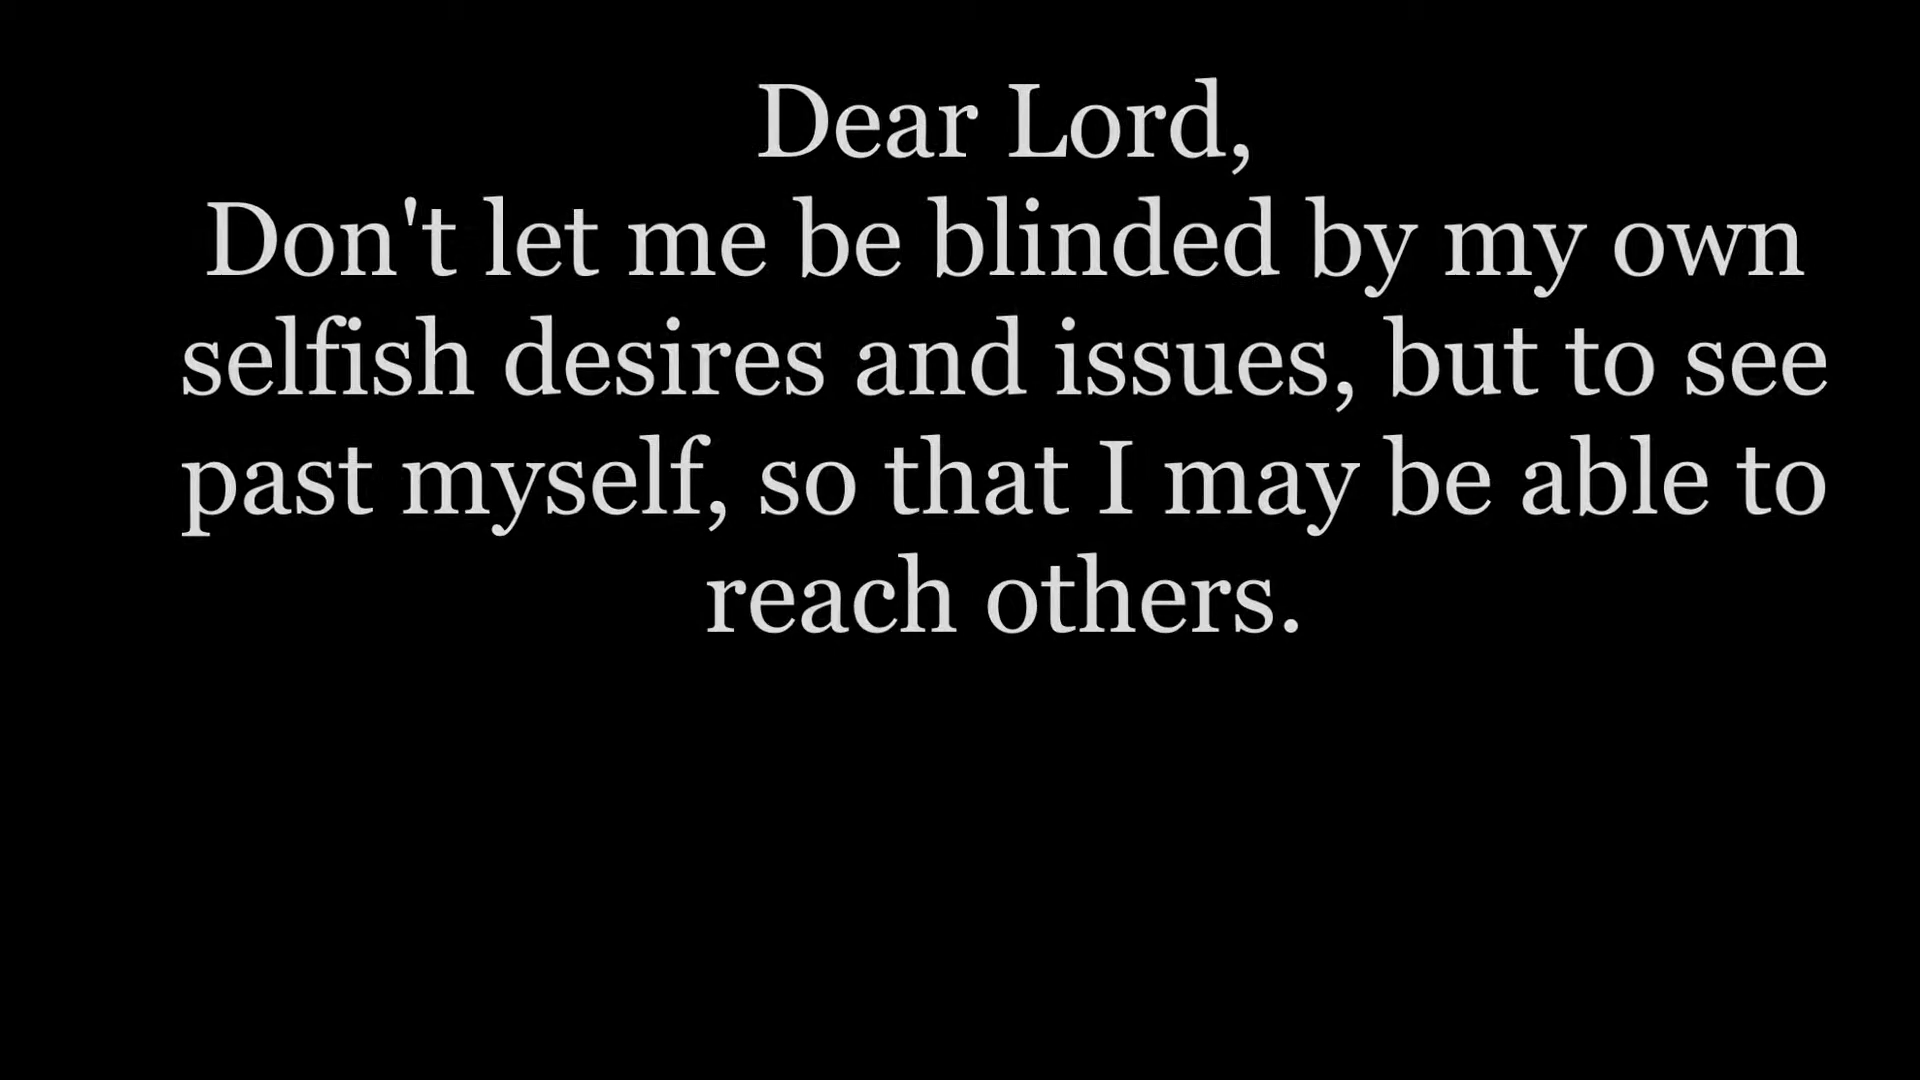 Dear Lord,
Don't let me be blinded by my own
selfish desires and issues, but to see
past myself, so that I may be able to
reach others.